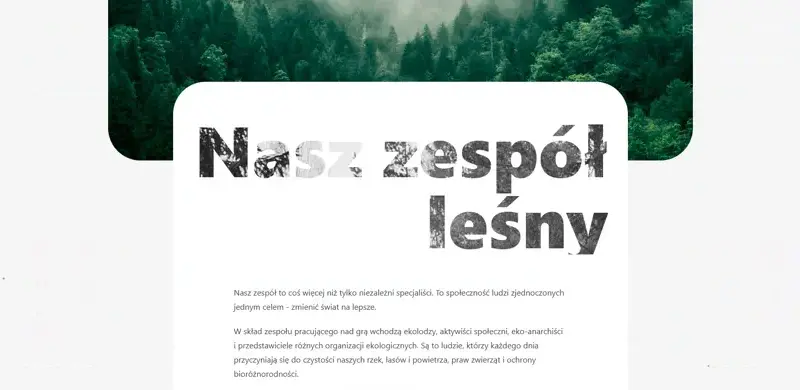 Nasz zespół
leśny
Nasz zespół to coś więcej niż tylko niezależni specjaliści. To społeczność ludzi zjednoczonych
jednym celem - zmienić świat na lepsze.
W skład zespołu pracującego nad grą wchodzą ekolodzy, aktywiści społeczni, eko-anarchiści
i przedstawiciele różnych organizacji ekologicznych. Są to ludzie, którzy każdego dnia
przyczyniają się do czystości naszych rzek, lasów i powietrza, praw zwierząt i ochrony
bioróżnorodności.